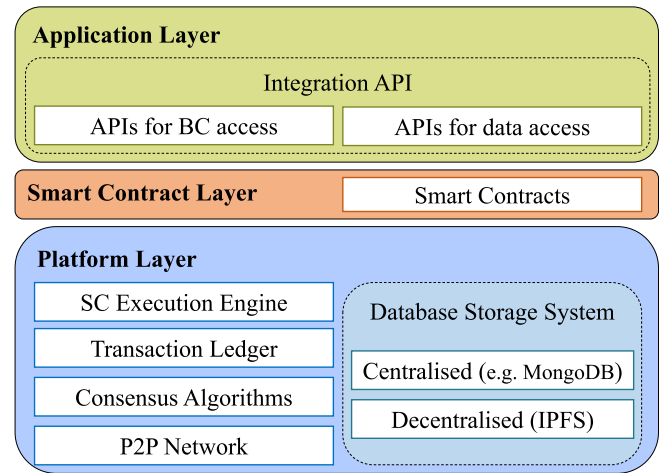 Application Layer
Integration API
APIs for BC access
APIs for data access
Smart Contract Layer
Smart Contracts
Platform Layer
SC Execution Engine
Transaction Ledger
Consensus Algorithms
P2P Network
Database Storage System
Centralised (e.g. MongoDB)
Decentralised (IPFS)